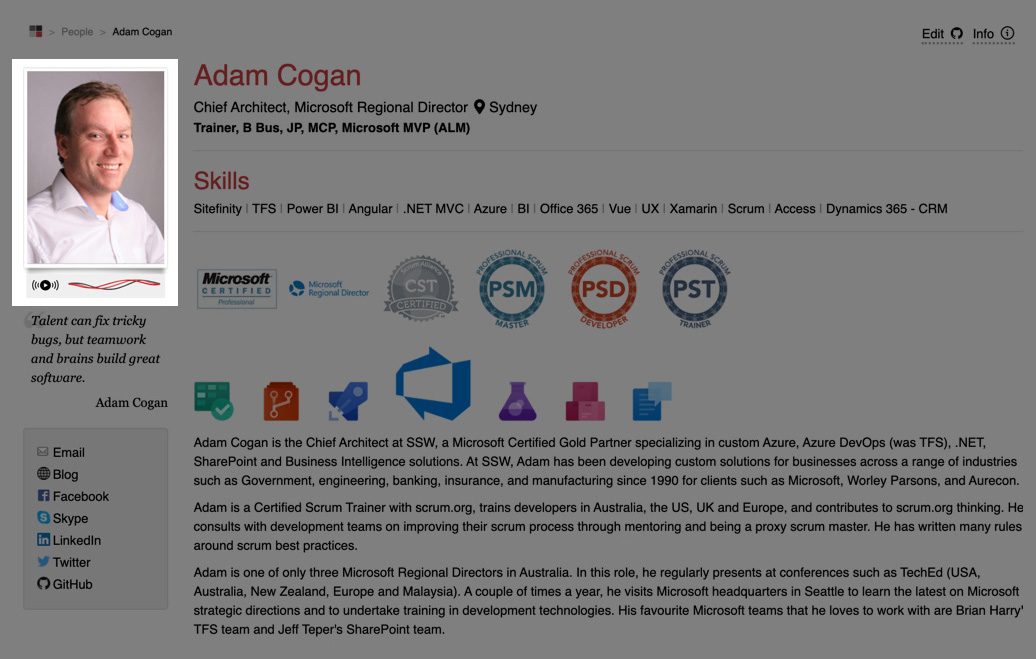 > People > Adam Cogan
Edit Info
Adam Cogan
Chief Architect, Microsoft Regional Director Sydney
Trainer, B Bus, JP, MCP, Microsoft MVP (ALM)
Skills
Sitefinity | TFS | Power BI | Angular | .NET MVC | Azure | BI | Office 365 | Vue | UX | Xamarin | Scrum | Access | Dynamics 365 - CRM
Microsoft
CERTIFIED
Professional
Microsoft
Regional Director
CST
CERTIFIED
PROFESSIONAL SCRUM
PSM
MASTER
PROFESSIONAL SCRUM
PSD
DEVELOPER
PROFESSIONAL SCRUM
PST
TRAINER
Talent can fix tricky
bugs, but teamwork
and brains build great
software.
Adam Cogan
Email
Blog
Facebook
Skype
LinkedIn
Twitter
GitHub
Adam Cogan is the Chief Architect at SSW, a Microsoft Certified Gold Partner specializing in custom Azure, Azure DevOps (was TFS), .NET,
SharePoint and Business Intelligence solutions. At SSW, Adam has been developing custom solutions for businesses across a range of industries
such as Government, engineering, banking, insurance, and manufacturing since 1990 for clients such as Microsoft, Worley Parsons, and Aurecon.
Adam is a Certified Scrum Trainer with scrum.org, trains developers in Australia, the US, UK and Europe, and contributes to scrum.org thinking. He
consults with development teams on improving their scrum process through mentoring and being a proxy scrum master. He has written many rules
around scrum best practices.
Adam is one of only three Microsoft Regional Directors in Australia. In this role, he regularly presents at conferences such as TechEd (USA,
Australia, New Zealand, Europe and Malaysia). A couple of times a year, he visits Microsoft headquarters in Seattle to learn the latest on Microsoft
strategic directions and to undertake training in development technologies. His favourite Microsoft teams that he loves to work with are Brian Harry'
TFS team and Jeff Teper's SharePoint team.